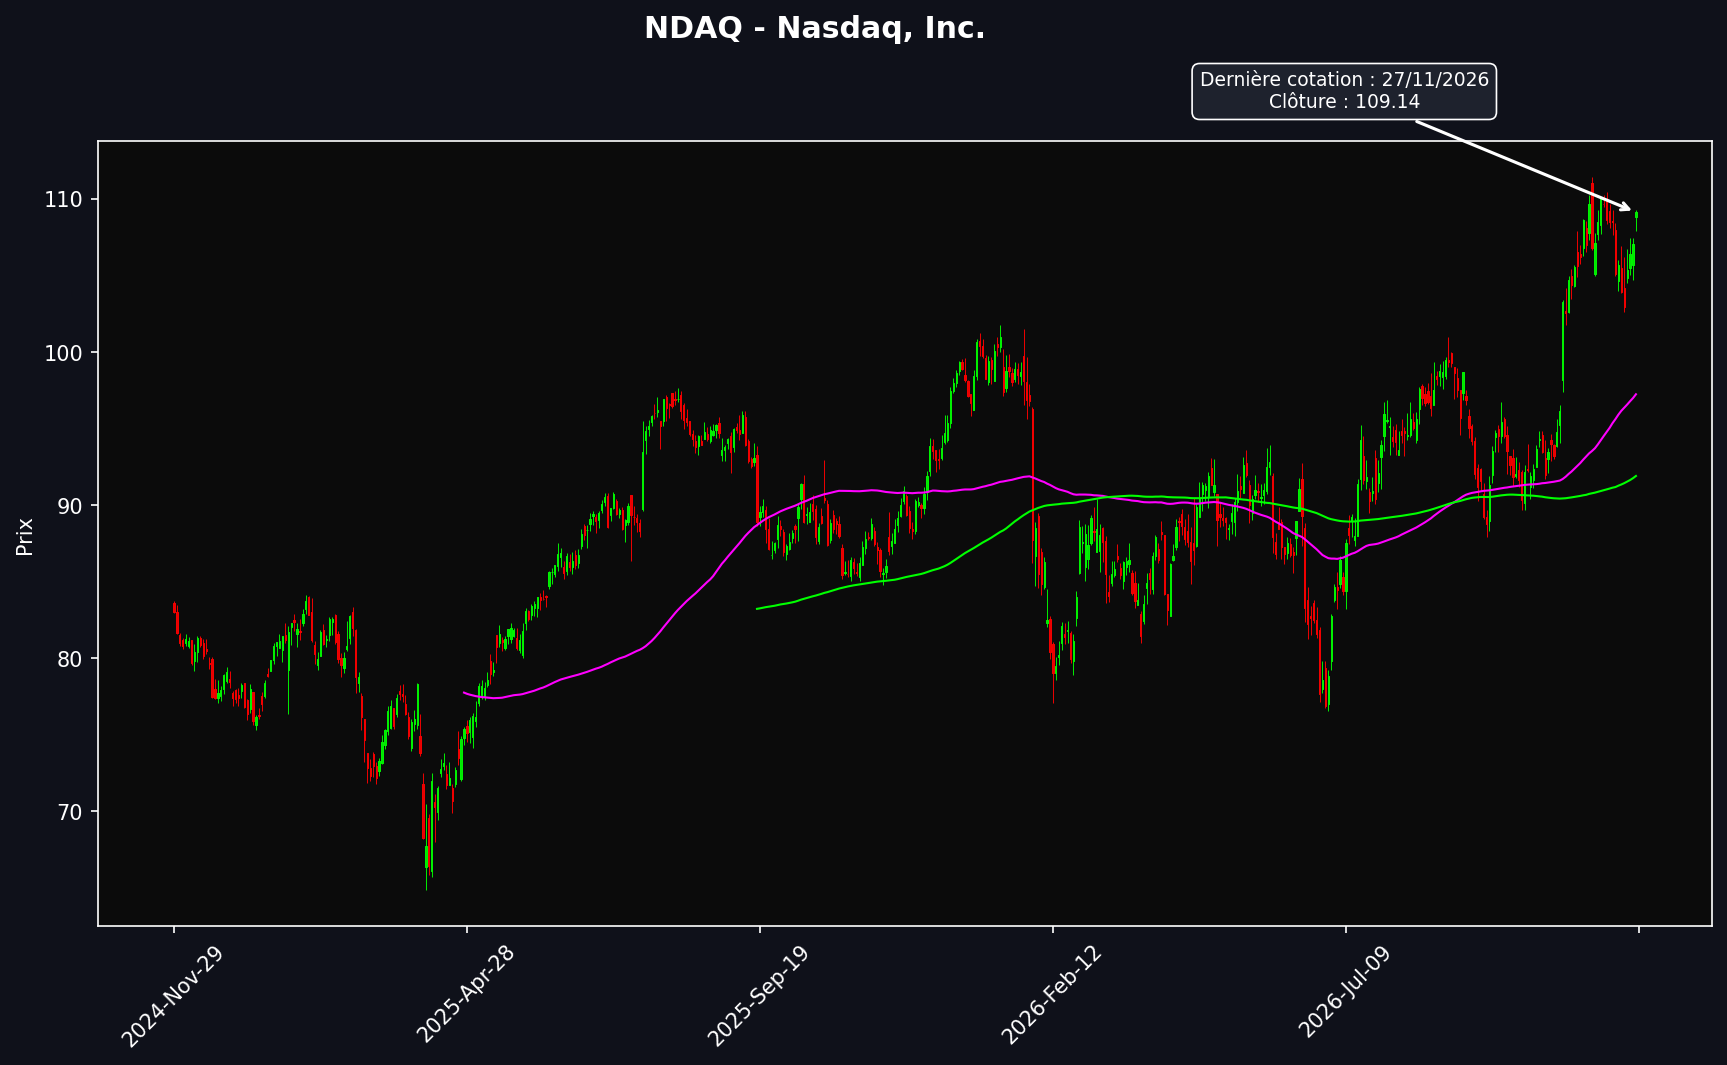 NDAQ - Nasdaq, Inc.
Dernière cotation : 27/11/2026
Clôture : 109.14
110
100
90
80
70
Prix
2024-Nov-29
2025-Apr-28
2025-Sep-19
2026-Feb-12
2026-Jul-09